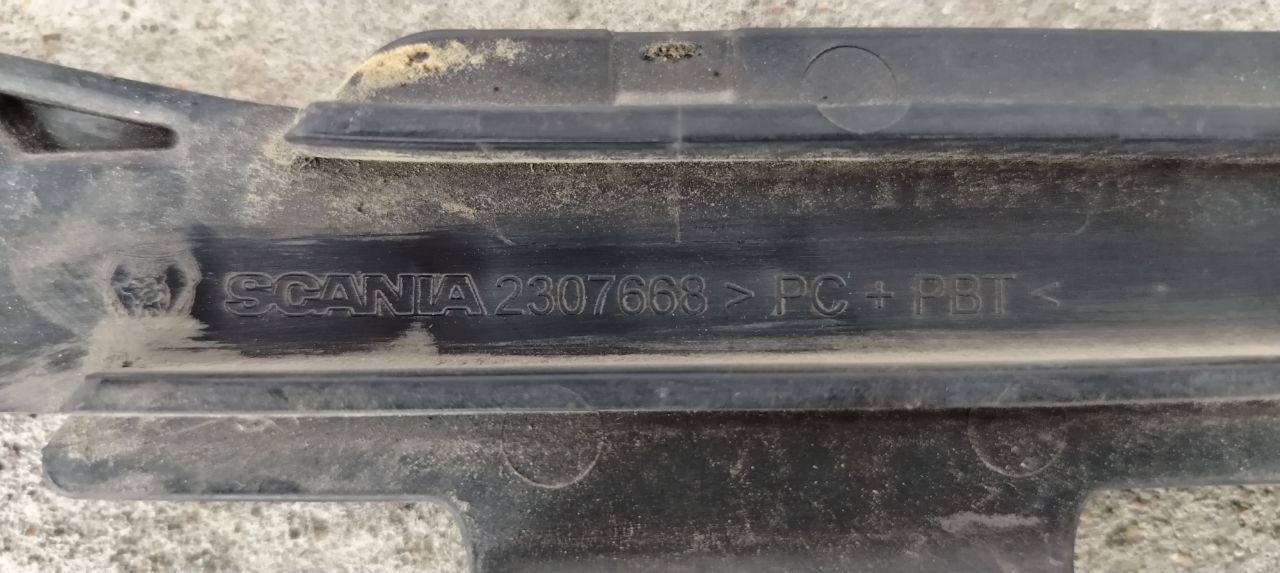 SCANIA 2307668 > PC + PBT <